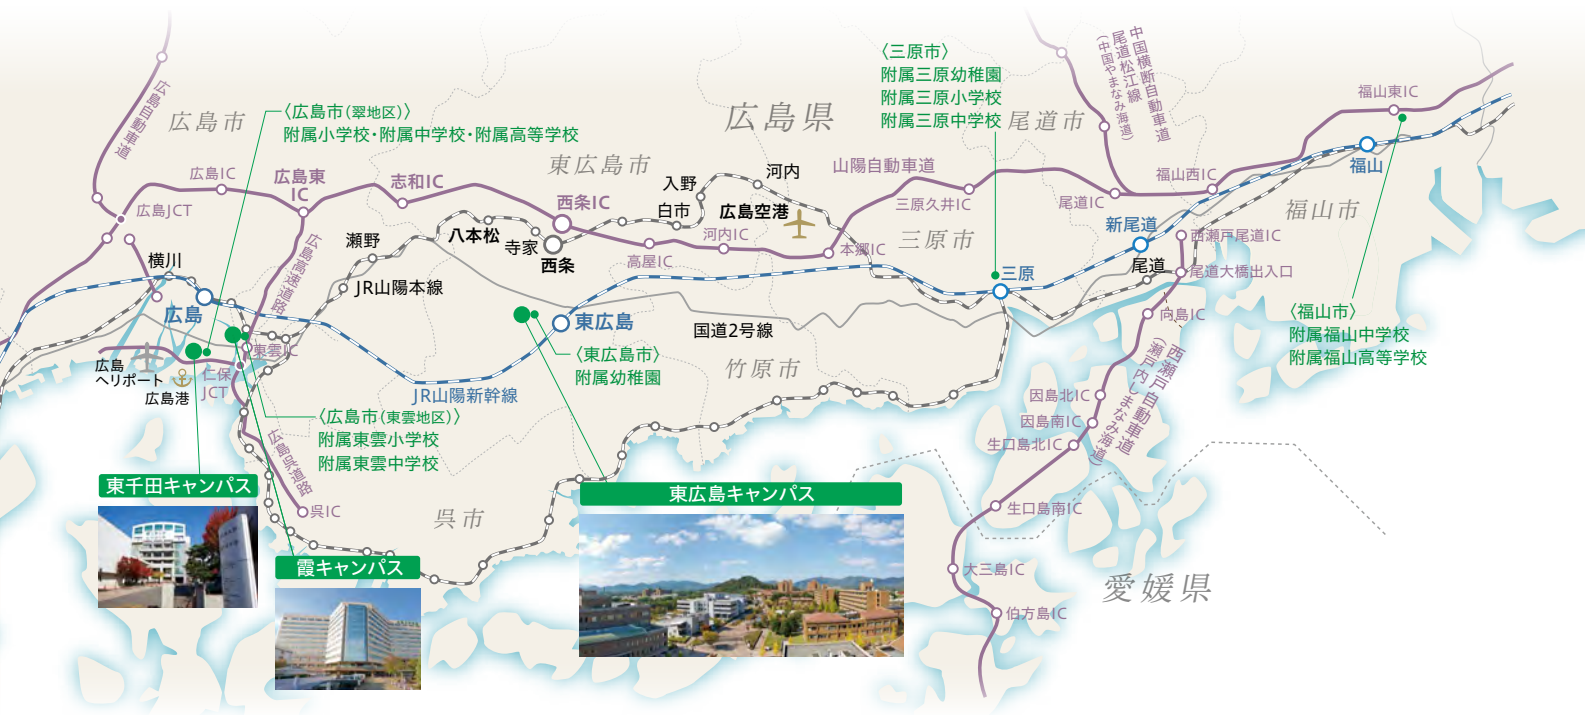 広島自動車道
広島市
〈広島市(翠地区)〉
附属小学校・附属中学校・附属高等学校
広島県
〈三原市〉
附属三原幼稚園
附属三原小学校
附属三原中学校
尾道市
中国横断自動車道
尾道松江線
(中国やまなみ海道)
福山東IC
広島IC
広島東
IC
志和IC
東広島市
西条IC
入野
河内
白市
広島空港
山陽自動車道
三原久井IC
尾道IC
福山西IC
福山
広島JCT
福山市
新尾道
西瀬戸尾道IC
横川
瀬野
八本松
寺家
西条
高屋IC
河内IC
本郷IC
三原市
広島高速道路
JR山陽本線
三原
尾道
尾道大橋出入口
広島
東広島
国道2号線
向島IC
〈福山市〉
附属福山中学校
附属福山高等学校
東雲IC
広島
ヘリポート
広島港
仁保
JCT
〈東広島市〉
附属幼稚園
竹原市
JR山陽新幹線
西瀬戸自動車道
(瀬戸内しまなみ海道)
因島北IC
因島南IC
生口島北IC
〈広島市(東雲地区)〉
附属東雲小学校
附属東雲中学校
広島呉道路
東千田キャンパス
東広島キャンパス
呉IC
呉市
生口島南IC
霞キャンパス
大三島IC
愛媛県
伯方島IC